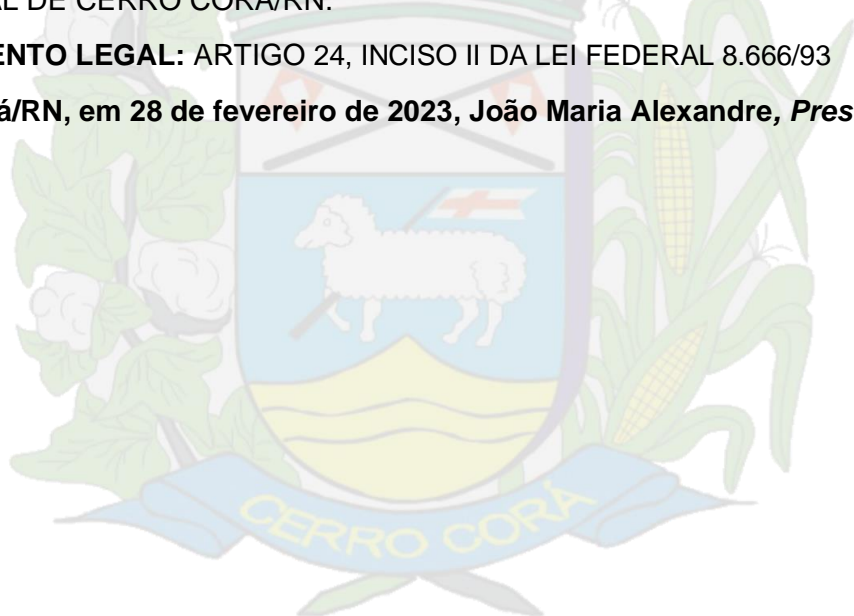 AL DE CERRO CORÁ/RN.
ENTO LEGAL: ARTIGO 24, INCISO II DA LEI FEDERAL 8.666/93
á/RN, em 28 de fevereiro de 2023, João Maria Alexandre, Pres
CERRO CORÁ